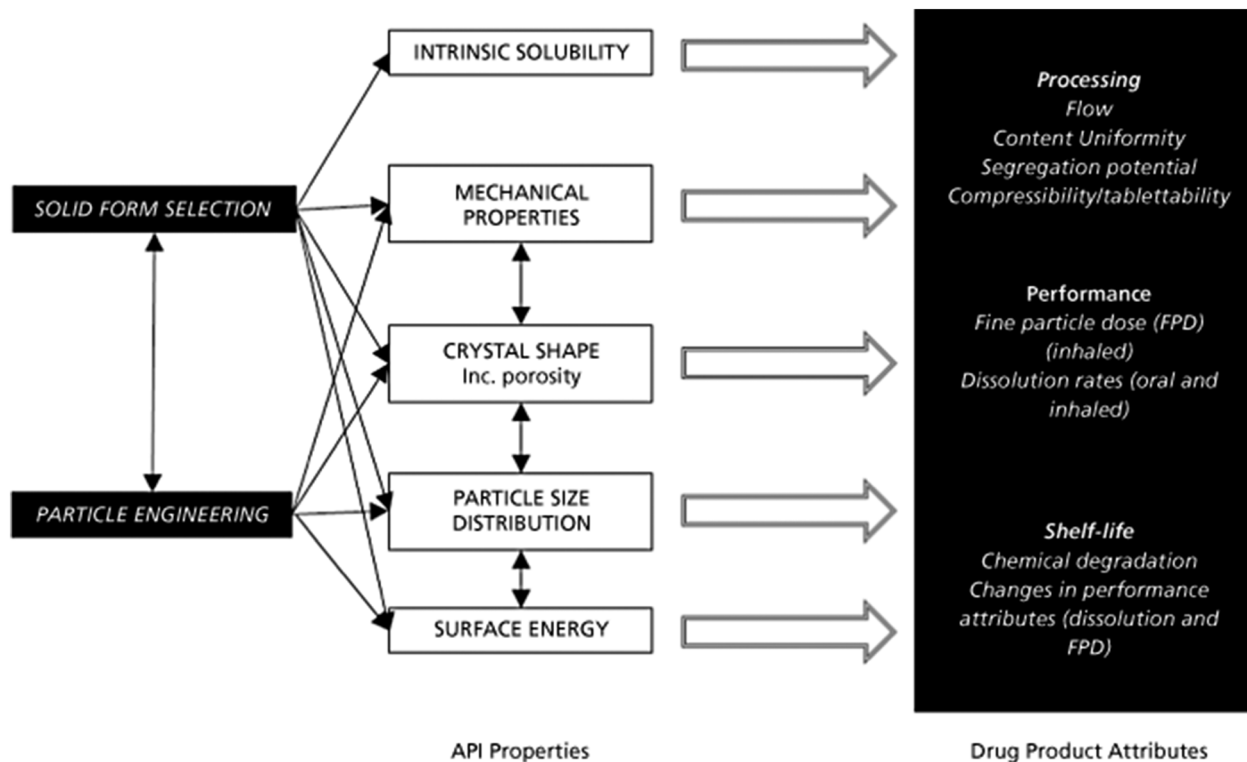 INTRINSIC SOLUBILITY
SOLID FORM SELECTION
MECHANICAL
PROPERTIES
CRYSTAL SHAPE
Inc. porosity
PARTICLE ENGINEERING
PARTICLE SIZE
DISTRIBUTION
SURFACE ENERGY
API Properties
Processing
Flow
Content Uniformity
Segregation potential
Compressibility/tablettability
Performance
Fine particle dose (FPD)
(inhaled)
Dissolution rates (oral and
inhaled)
Shelf-life
Chemical degradation
Changes in performance
attributes (dissolution and
FPD)
Drug Product Attributes